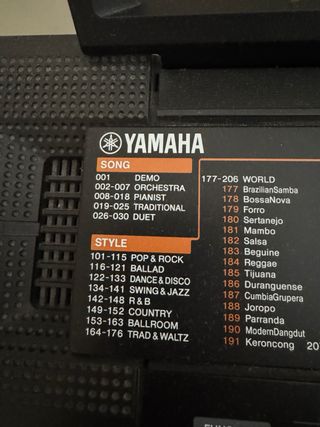 YAMAHA
SONG
001 DEMO
002-007 ORCHESTRA
008-018 PIANIST
019-025 TRADITIONAL
026-030 DUET
STYLE
101-115 POP & ROCK
116-121 BALLAD
122-133 DANCE & DISCO
134-141 SWING & JAZZ
142-148 R & B
149-152 COUNTRY
153-163 BALLROOM
164-176 TRAD & WALTZ
177-206 WORLD
177 BrazilianSamba
178 BossaNova
179 Forro
180 Sertanejo
181 Mambo
182 Salsa
183 Beguine
184 Reggae
185 Tijuana
186 Duranguense
187 CumbiaGrupera
188 Joropo
189 Parranda
190 ModernDangdut
191 Keroncong 20